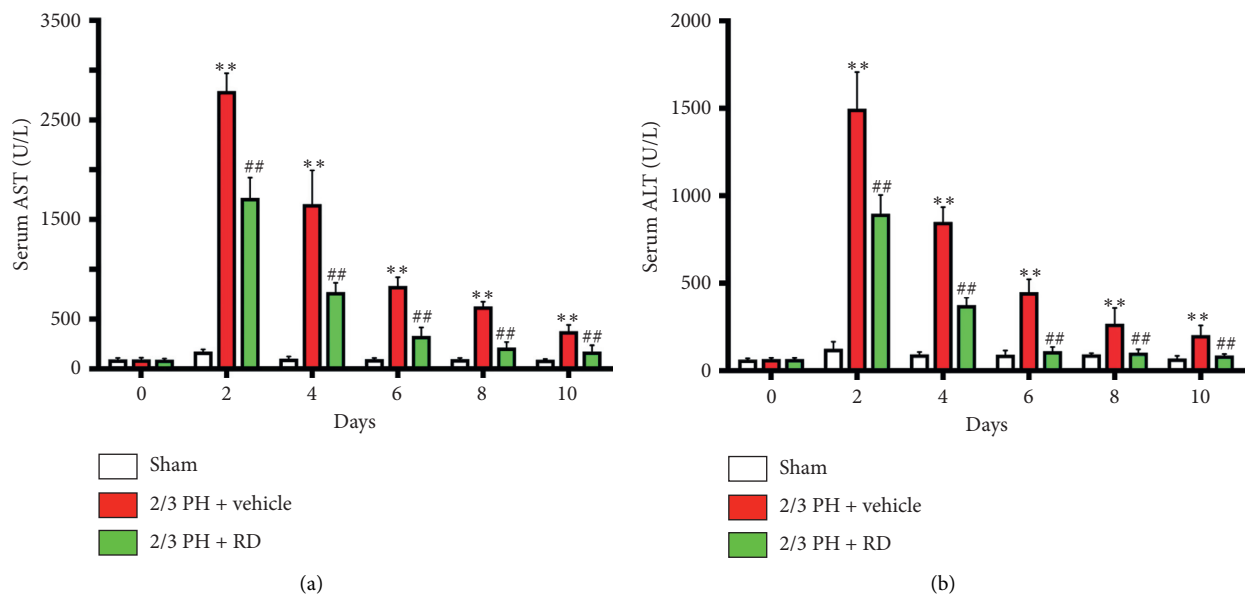 3500
2500
1500
500
0
Serum AST (U/L)
**
##
**
##
**
##
**
##
**
##
0 2 4 6 8 10
Days
Sham
2/3 PH + vehicle
2/3 PH + RD
(a)
2000
1500
1000
500
0
Serum ALT (U/L)
**
##
**
##
**
##
**
##
**
##
0 2 4 6 8 10
Days
Sham
2/3 PH + vehicle
2/3 PH + RD
(b)